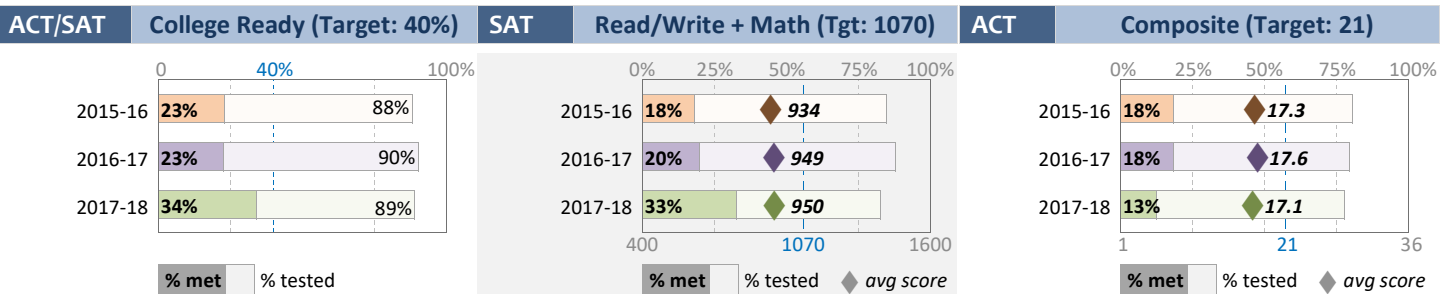 ACT/SAT College Ready (Target: 40%)
0 40% 100%
2015-16 23% 88%
2016-17 23% 90%
2017-18 34% 89%
% met % tested
SAT Read/Write + Math (Tgt: 1070)
0% 25% 50% 75% 100%
2015-16 18% 934
2016-17 20% 949
2017-18 33% 950
400 1070 1600
% met % tested avg score
ACT Composite (Target: 21)
0% 25% 50% 75% 100%
2015-16 18% 17.3
2016-17 18% 17.6
2017-18 13% 17.1
1 21 36
% met % tested avg score